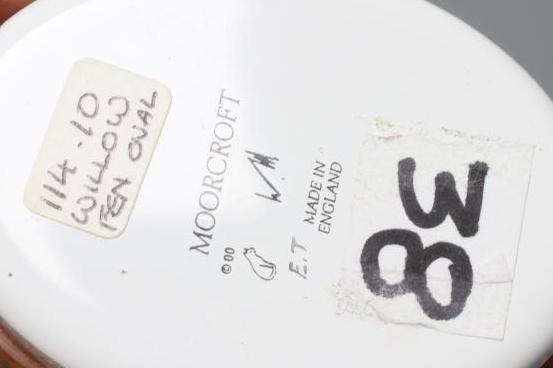 114.10
WILLOW
PEN OVAL
MOORCROFT
©00
W.M
E.T
MADE IN
ENGLAND
38